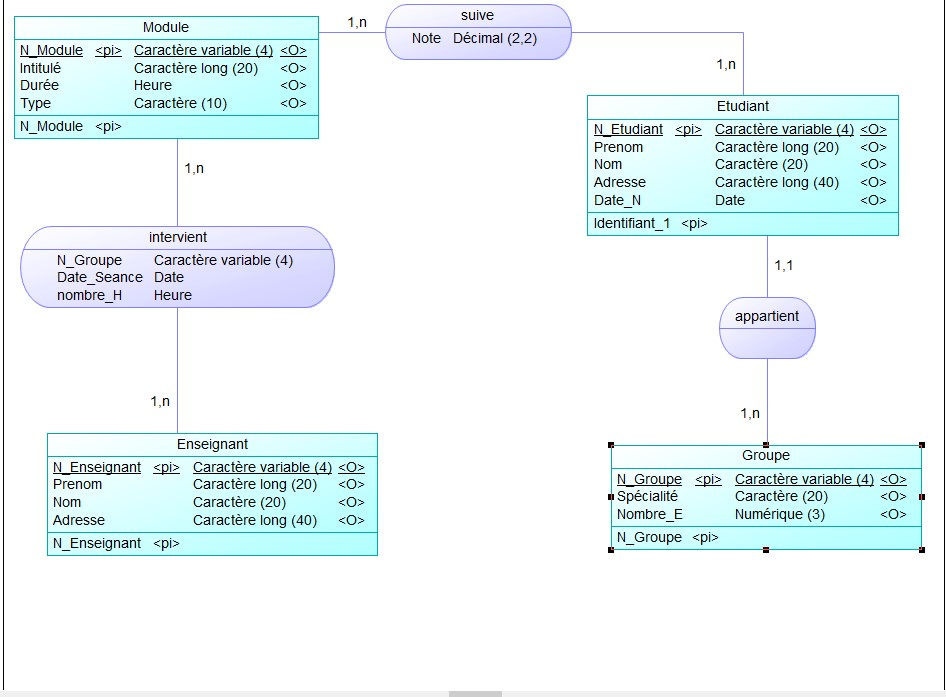 Module
N_Module <pi> Caractère variable (4) <O>
Intitulé Caractère long (20) <O>
Durée Heure <O>
Type Caractère (10) <O>
N_Module <pi>
1,n
suive
Note Décimal (2,2)
1,n
Etudiant
N_Etudiant <pi> Caractère variable (4) <O>
Prenom Caractère long (20) <O>
Nom Caractère (20) <O>
Adresse Caractère long (40) <O>
Date_N Date <O>
Identifiant_1 <pi>
1,n
intervient
N_Groupe Caractère variable (4)
Date_Seance Date
nombre_H Heure
1,n
Enseignant
N_Enseignant <pi> Caractère variable (4) <O>
Prenom Caractère long (20) <O>
Nom Caractère (20) <O>
Adresse Caractère long (40) <O>
N_Enseignant <pi>
1,1
appartient
1,n
Groupe
N_Groupe <pi> Caractère variable (4) <O>
Spécialité Caractère (20) <O>
Nombre_E Numérique (3) <O>
N_Groupe <pi>